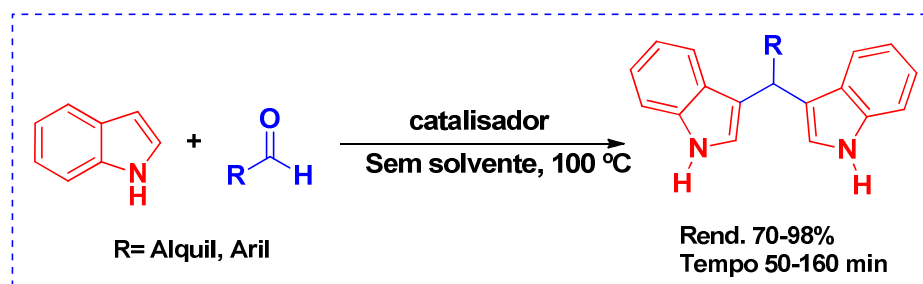 N
H
+
O
R
H
catalisador
Sem solvente, 100 ºC
R
N
H
N
H
R= Alquil, Aril
Rend. 70-98%
Tempo 50-160 min